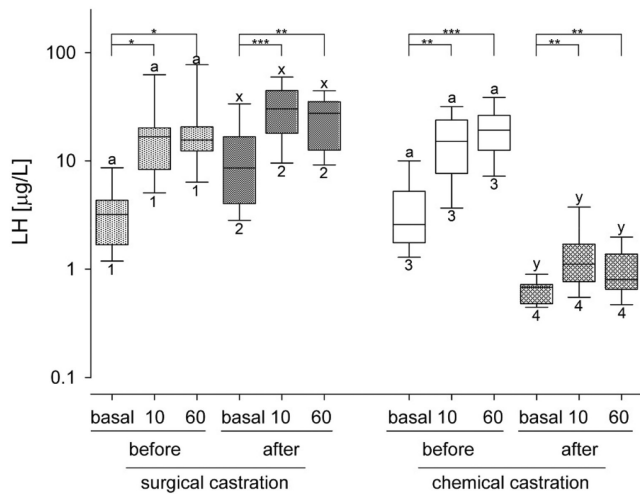 * ** ***
* *** ** **
a x x a a
a a x a y
1 1 2 2 3 3 y y
1 2 3 4 4 4
LH [µg/L]
100
10
1
0.1
basal 10 60 basal 10 60 basal 10 60 basal 10 60
before after before after
surgical castration chemical castration